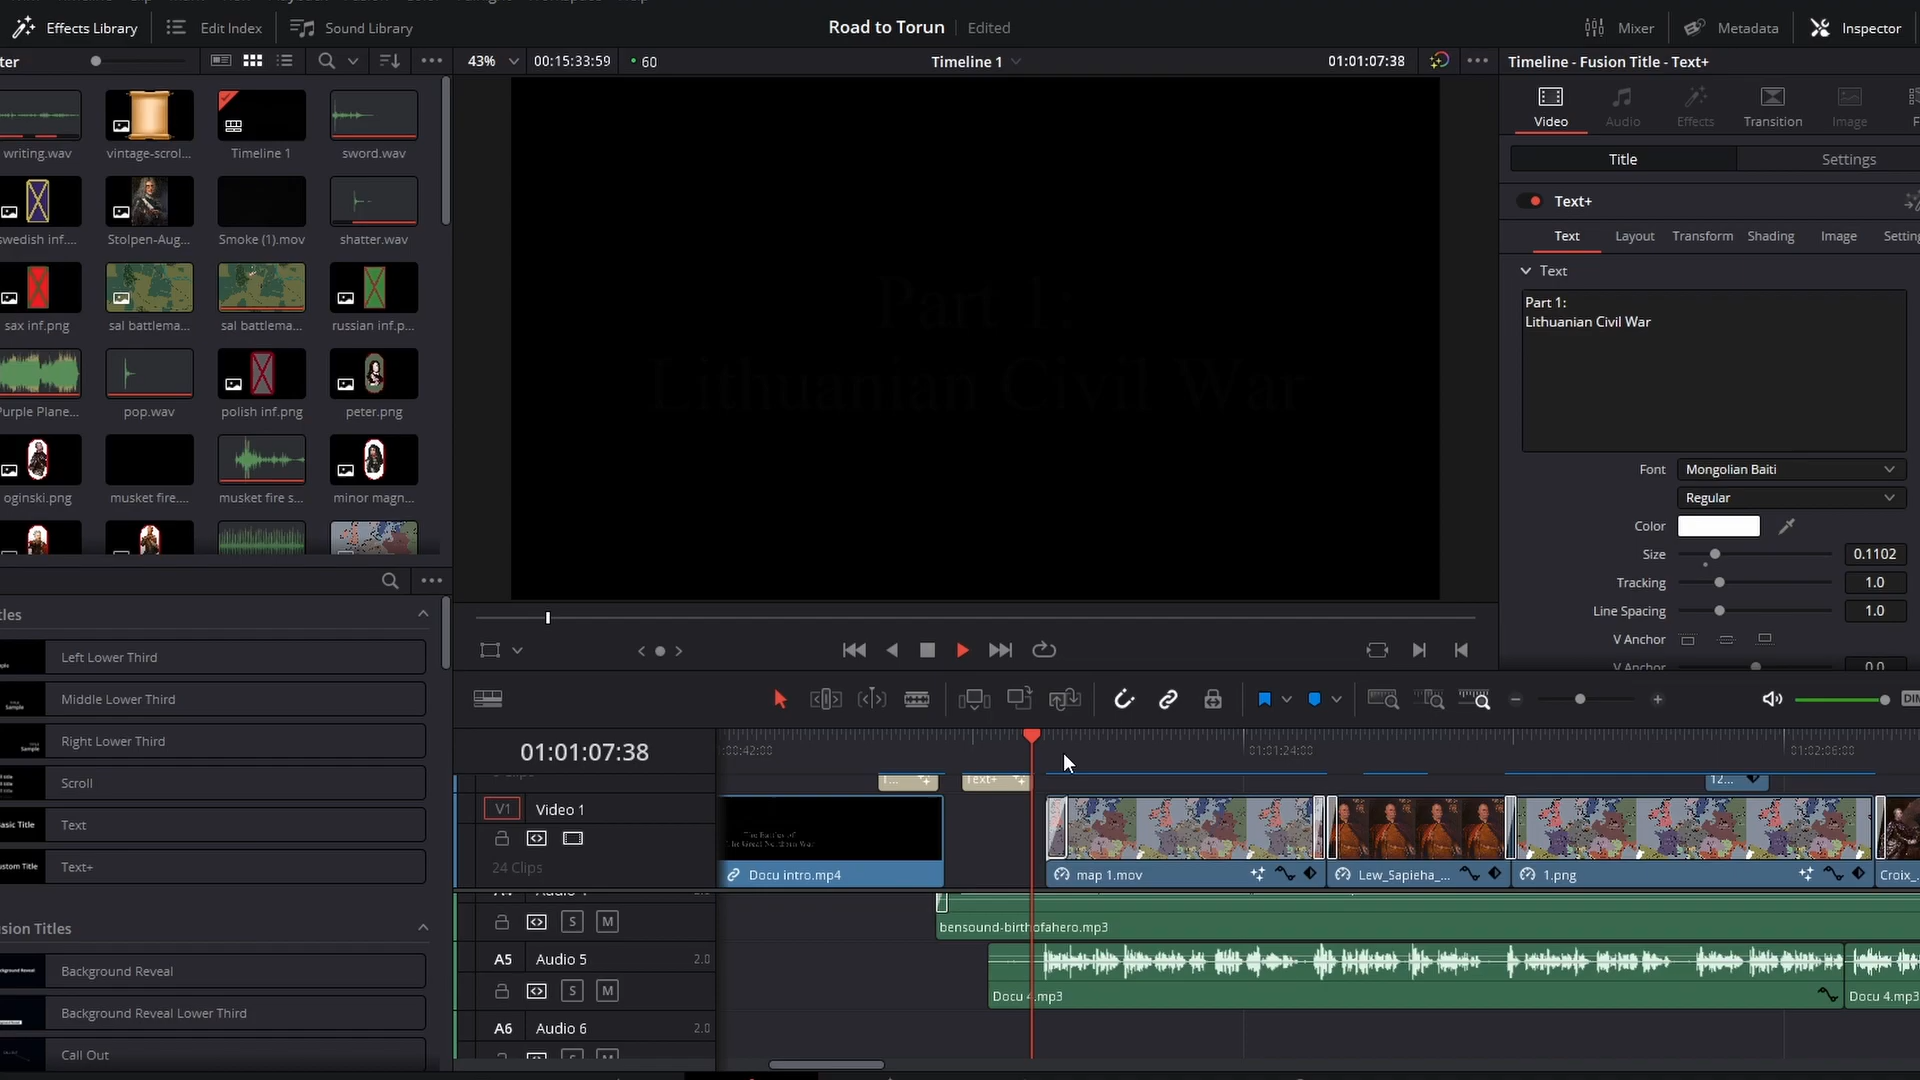 Effects Library
Edit Index
Sound Library
Road to Torun
Edited
Mixer
Metadata
Inspector
43%
00:15:33:59
60
Timeline 1
01:01:07:38
Timeline - Fusion Title - Text+
writing.wav
vintage-scrol...
Timeline 1
sword.wav
swedish inf....
Stolpen-Aug...
Smoke (1).mov
shatter.wav
sax inf.png
sal battlema...
sal battlema...
russian inf.p...
Purple Plane...
pop.wav
polish inf.png
peter.png
oginski.png
musket fire....
musket fire s...
minor magn...
Part 1:
Lithuanian Civil War
Video
Audio
Effects
Transition
Image
Title
Settings
Text+
Text
Layout
Transform
Shading
Image
Text
Part 1:
Lithuanian Civil War
Font
Mongolian Baiti
Regular
Color
Size
0.1102
Tracking
1.0
Line Spacing
1.0
V Anchor
V Anchor
0.0
Left Lower Third
Middle Lower Third
Right Lower Third
Scroll
Text
Text+
Background Reveal
Background Reveal Lower Third
Call Out
01:01:07:38
01:01:24:00
01:02:06:00
Text+
12...
V1
Video 1
24 Clips
Docu intro.mp4
map 1.mov
Lew_Sapieha_...
1.png
Croix_
bensound-birthofahero.mp3
S
M
A5
Audio 5
2.0
S
M
Docu 4.mp3
Docu 4.mp3
A6
Audio 6
2.0